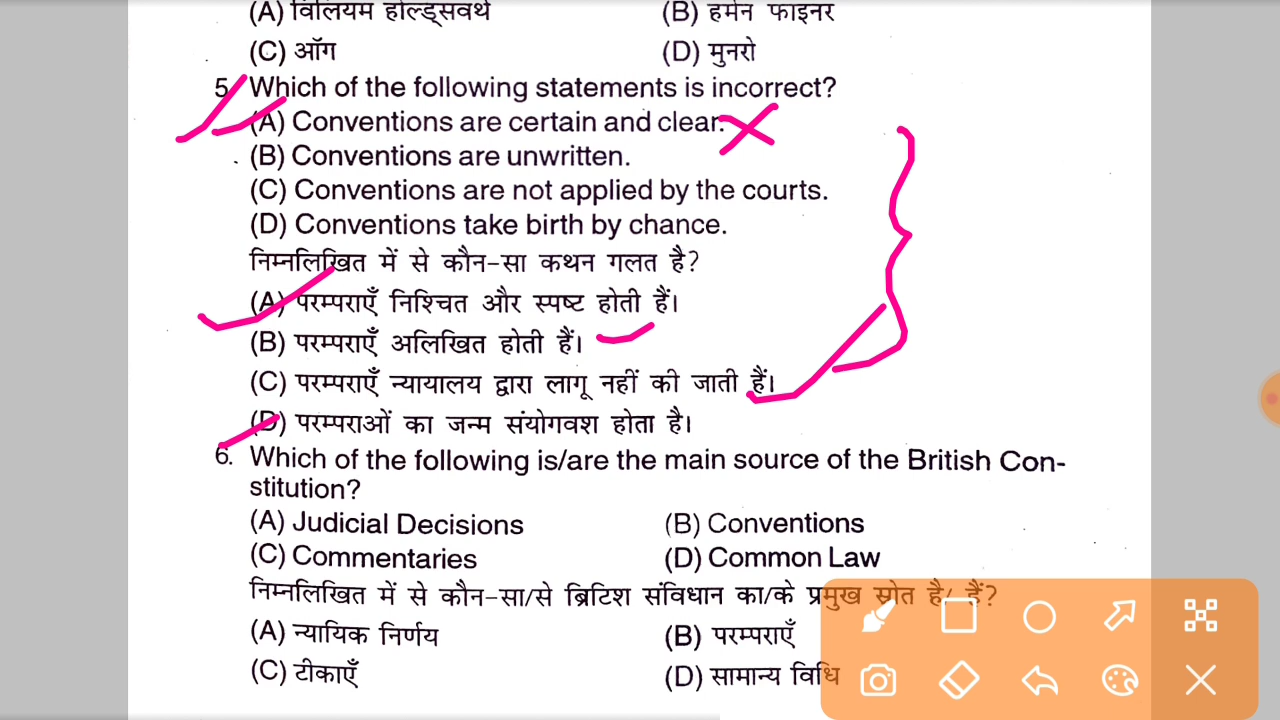 (A) विलियम होल्ड्सवर्थ (B) हर्मन फाइनर
(C) ऑग (D) मुनरो
5. Which of the following statements is incorrect?
(A) Conventions are certain and clear.
(B) Conventions are unwritten.
(C) Conventions are not applied by the courts.
(D) Conventions take birth by chance.
निम्नलिखित में से कौन-सा कथन गलत है?
(A) परम्पराएँ निश्चित और स्पष्ट होती हैं।
(B) परम्पराएँ अलिखित होती हैं।
(C) परम्पराएँ न्यायालय द्वारा लागू नहीं की जाती हैं।
(D) परम्पराओं का जन्म संयोगवश होता है।
6. Which of the following is/are the main source of the British Con-
stitution?
(A) Judicial Decisions (B) Conventions
(C) Commentaries (D) Common Law
निम्नलिखित में से कौन-सा/से ब्रिटिश संविधान का/के प्रमुख स्रोत है/ हैं?
(A) न्यायिक निर्णय (B) परम्पराएँ
(C) टीकाएँ (D) सामान्य विधि